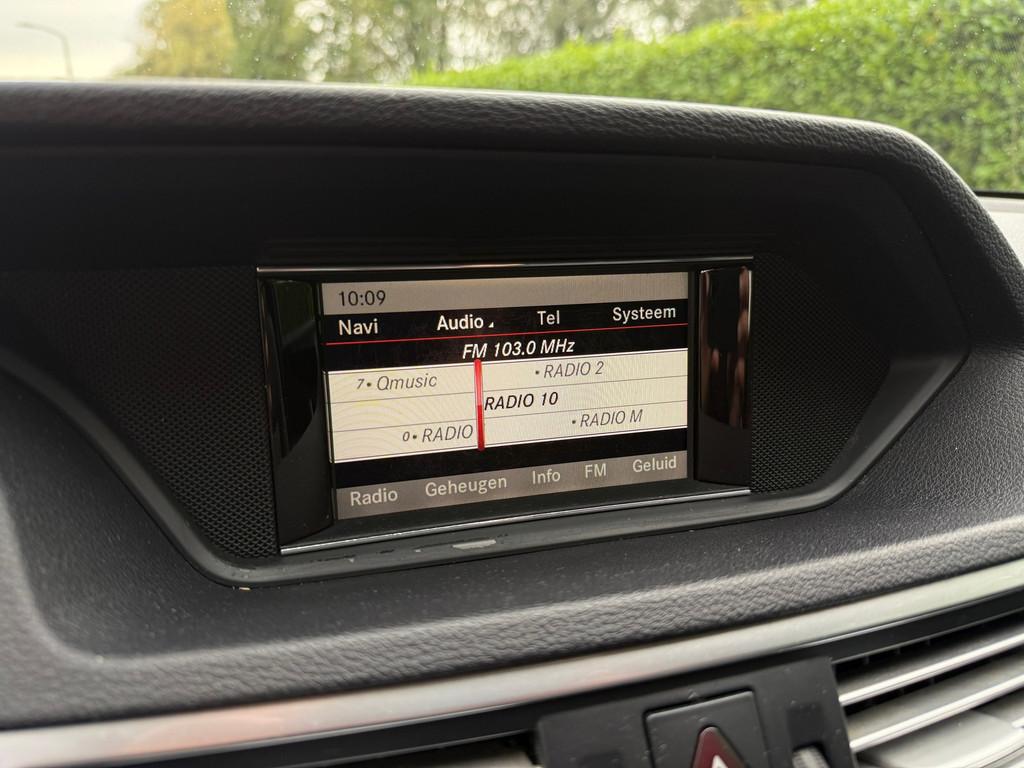 10:09
Navi Audio Tel Systeem
FM 103.0 MHz
• RADIO 2
7• Qmusic
RADIO 10
• RADIO M
0• RADIO
Radio Geheugen Info FM Geluid